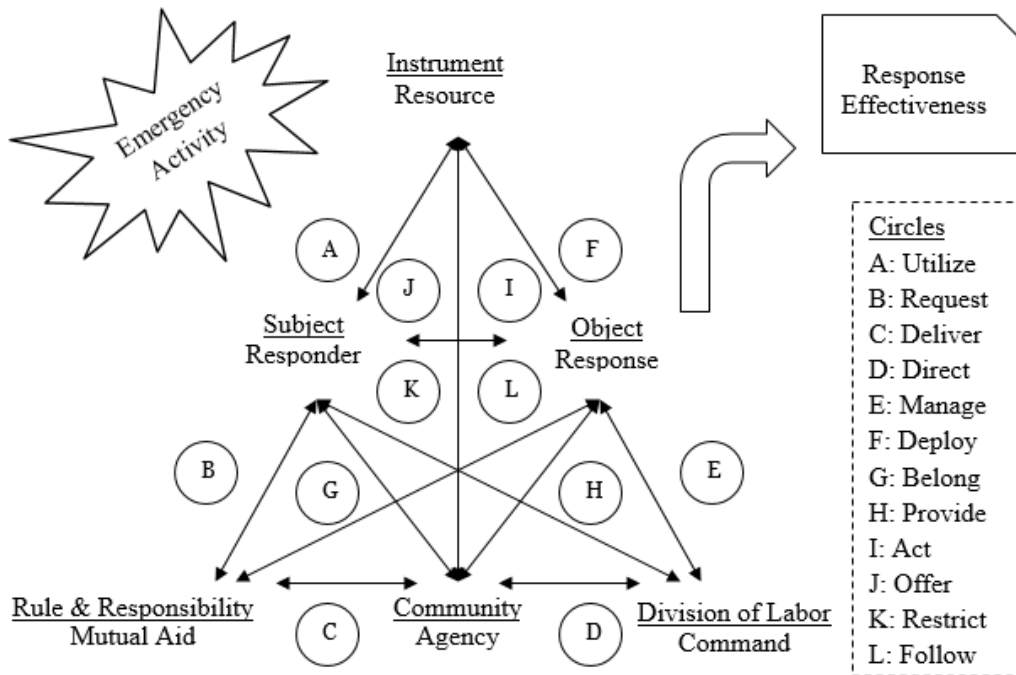 Emergency
Activity
Instrument
Resource
Response
Effectiveness
A
F
J
I
Subject
Responder
Object
Response
K
L
B
G
H
E
Rule & Responsibility
Mutual Aid
C
Community
Agency
D
Division of Labor
Command
Circles
A: Utilize
B: Request
C: Deliver
D: Direct
E: Manage
F: Deploy
G: Belong
H: Provide
I: Act
J: Offer
K: Restrict
L: Follow